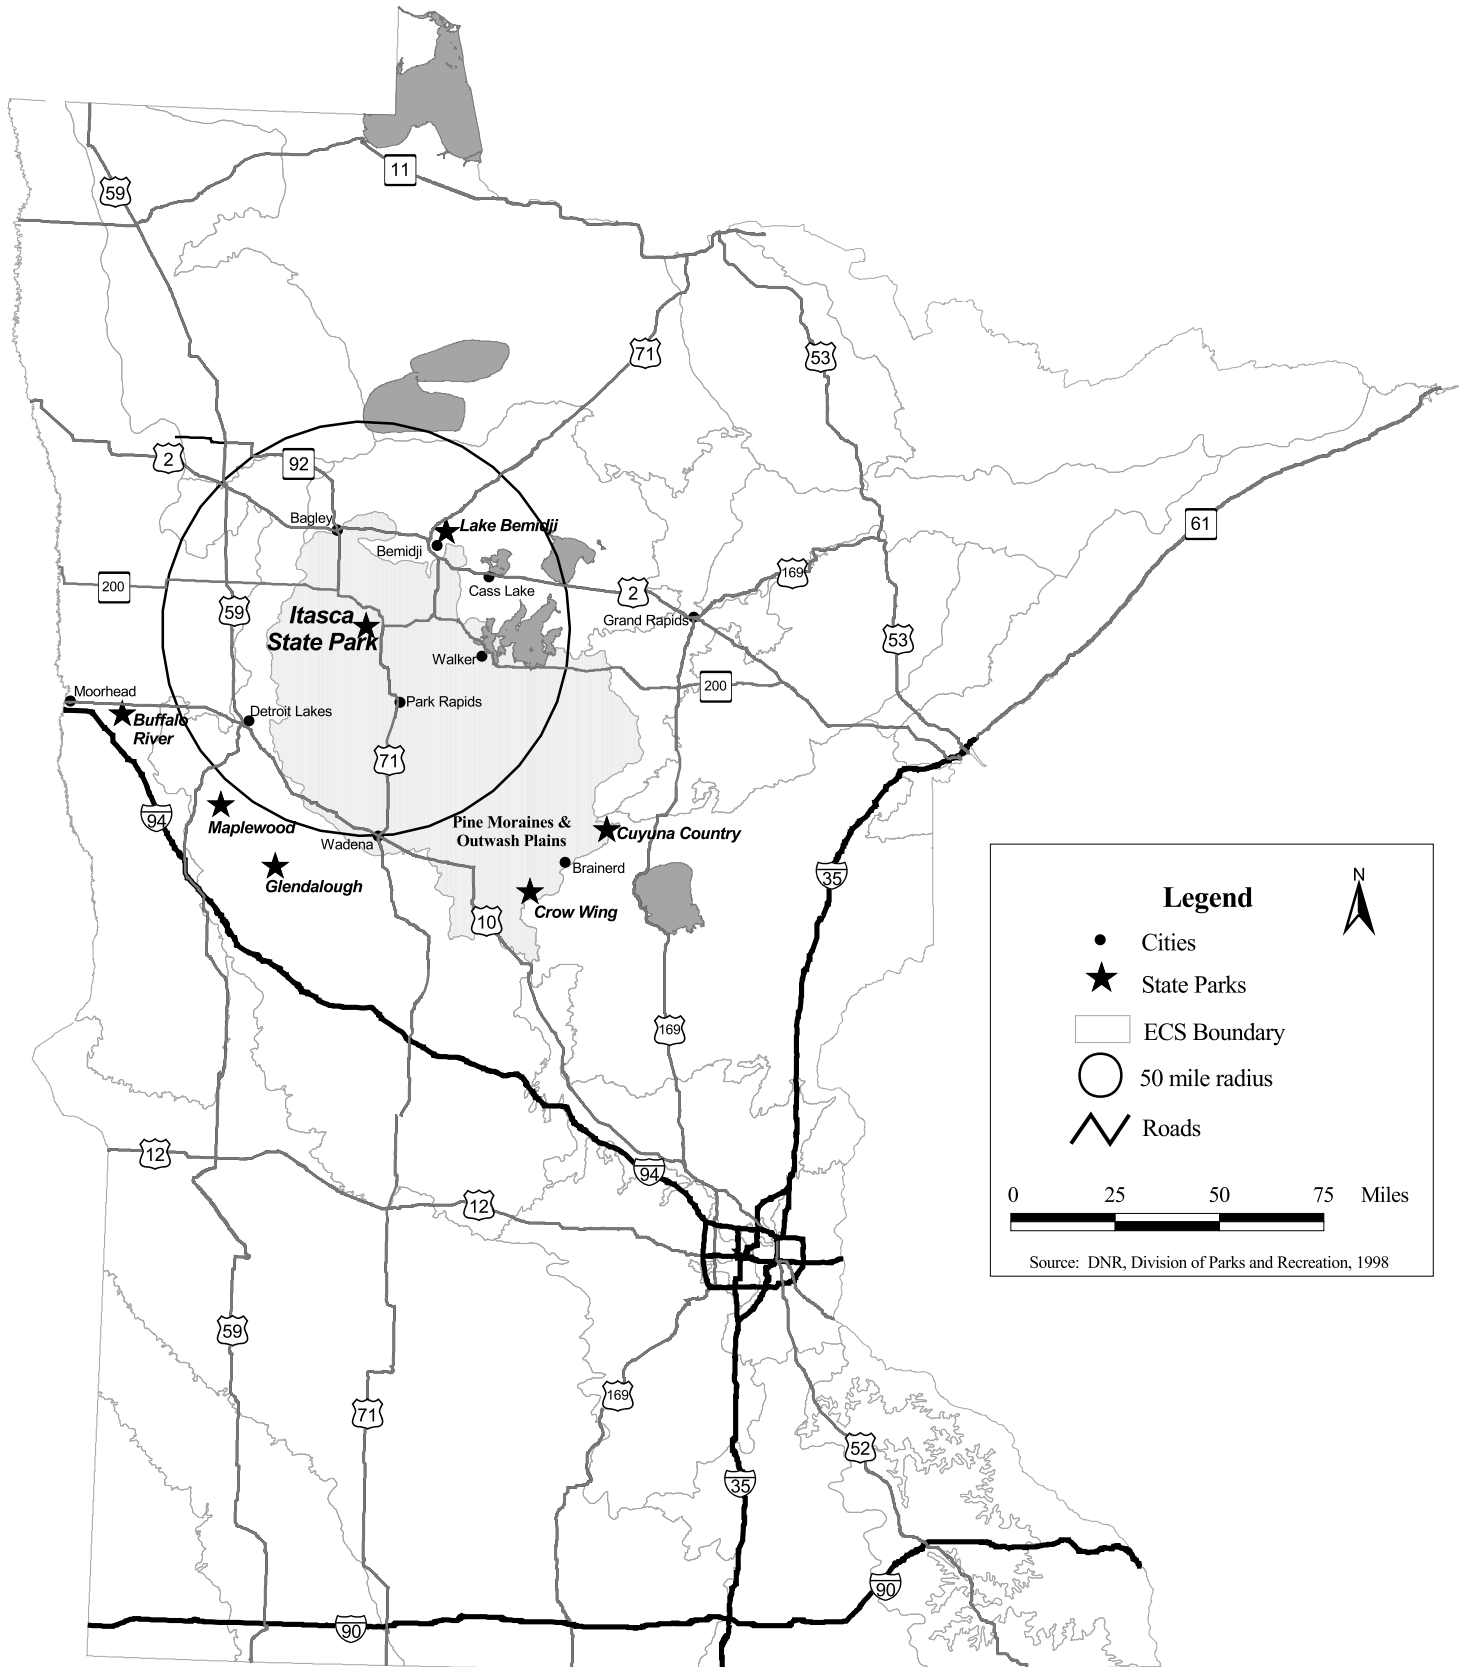 11
59
71
53
2
92
61
Bagley
Lake Bemidji
Bemidji
169
200
Cass Lake
2
59
Itasca
State Park
Grand Rapids
53
Walker
200
Moorhead
Park Rapids
Buffalo
River
Detroit Lakes
71
94
Maplewood
Pine Moraines &
Outwash Plains
Cuyuna Country
Wadena
Brainerd
35
Glendalough
Crow Wing
10
169
Legend
N
Cities
State Parks
ECS Boundary
50 mile radius
Roads
0 25 50 75 Miles
Source: DNR, Division of Parks and Recreation, 1998
12
94
12
59
169
71
52
35
90
90